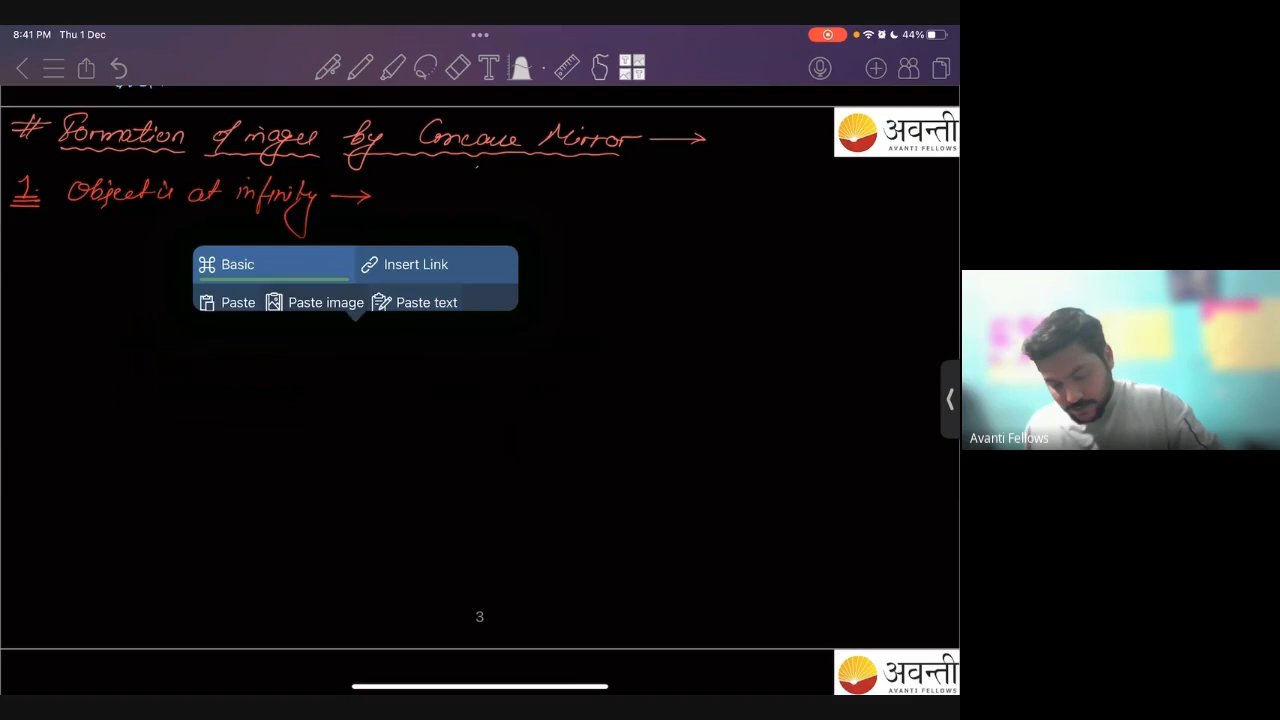 8:41 PM Thu 1 Dec
44%
# Formation of images by Concave Mirror →
अवन्ती
AVANTI FELLOWS
1. Object is at infinity →
Basic
Insert Link
Paste
Paste image
Paste text
Avanti Fellows
3
अवन्ती
AVANTI FELLOWS